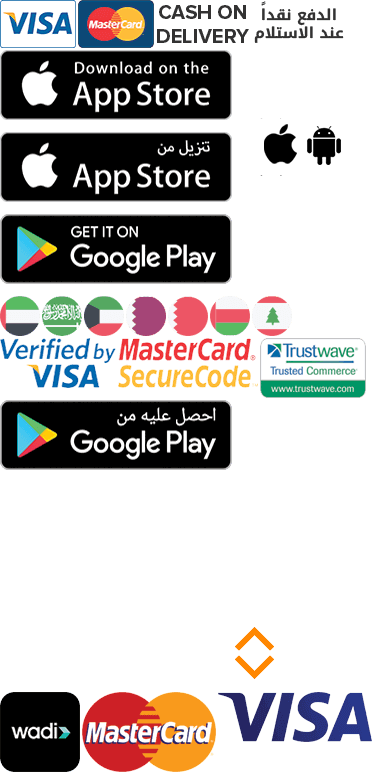 VISA
MasterCard
CASH ON
DELIVERY
الدفع نقداً
عند الاستلام
Download on the
App Store
تنزيل من
App Store
GET IT ON
Google Play
Verified by
VISA
MasterCard®
SecureCode™
Trustwave®
Trusted Commerce®
www.trustwave.com
احصل عليه من
Google Play
wadi
MasterCard
VISA